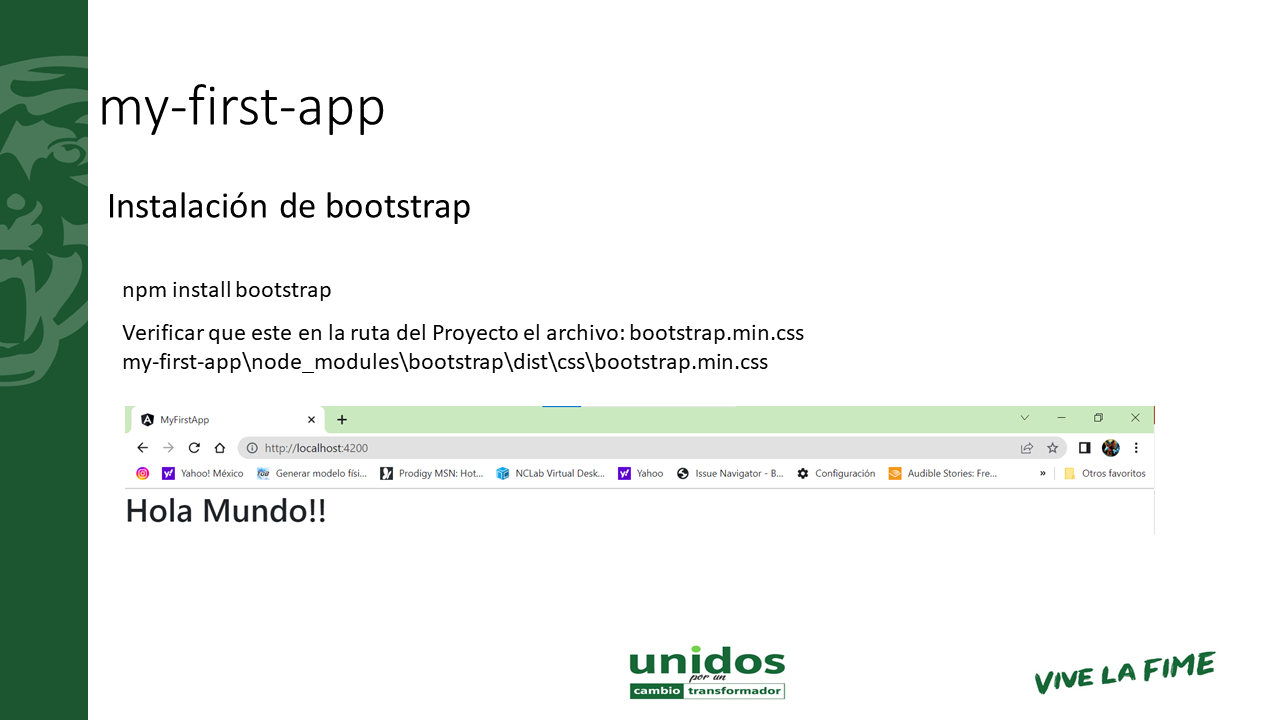 my-first-app
Instalación de bootstrap
npm install bootstrap
Verificar que este en la ruta del Proyecto el archivo: bootstrap.min.css
my-first-app\node_modules\bootstrap\dist\css\bootstrap.min.css
MyFirstApp
http://localhost:4200
Yahoo! México Generar modelo físi... Prodigy MSN: Hot... NCLab Virtual Desk... Yahoo Issue Navigator - B... Configuración Audible Stories: Fre... » Otros favoritos
Hola Mundo!!
unidos
por un
cambio transformador
VIVE LA FIME